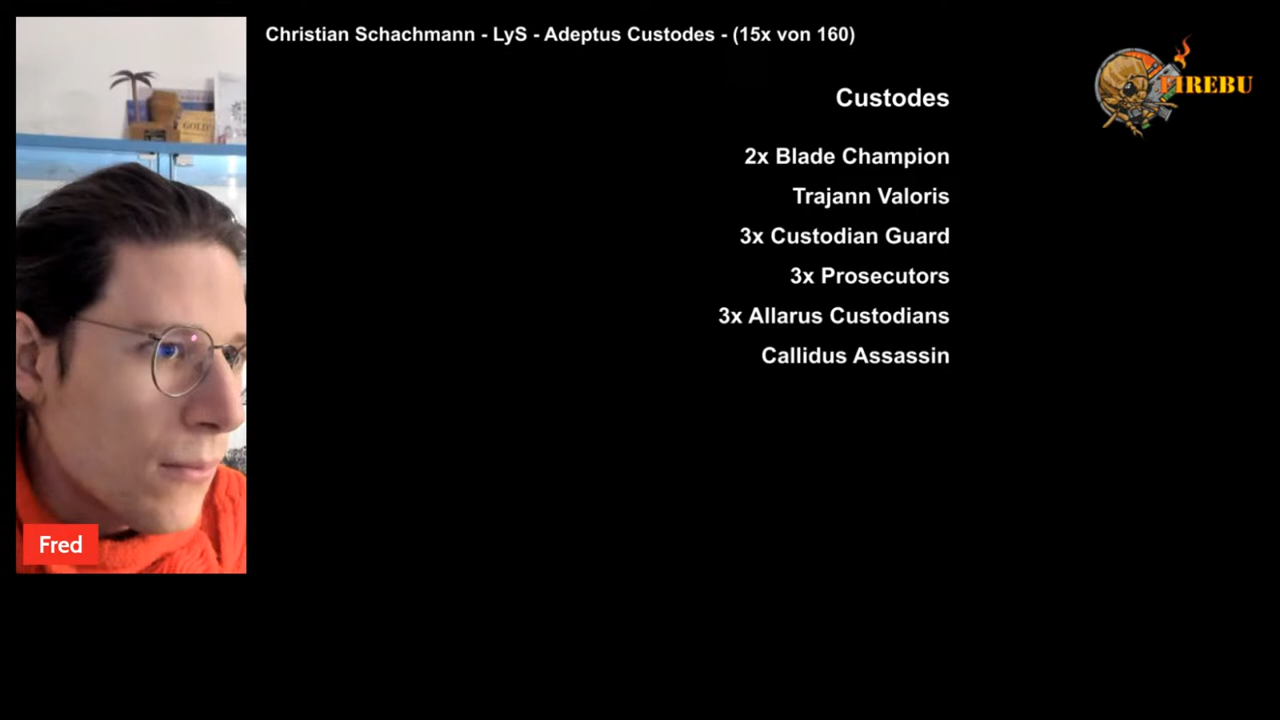 Christian Schachmann - LyS - Adeptus Custodes - (15x von 160)
FIREBU
Custodes
2x Blade Champion
Trajann Valoris
3x Custodian Guard
3x Prosecutors
3x Allarus Custodians
Callidus Assassin
GOLD
Fred